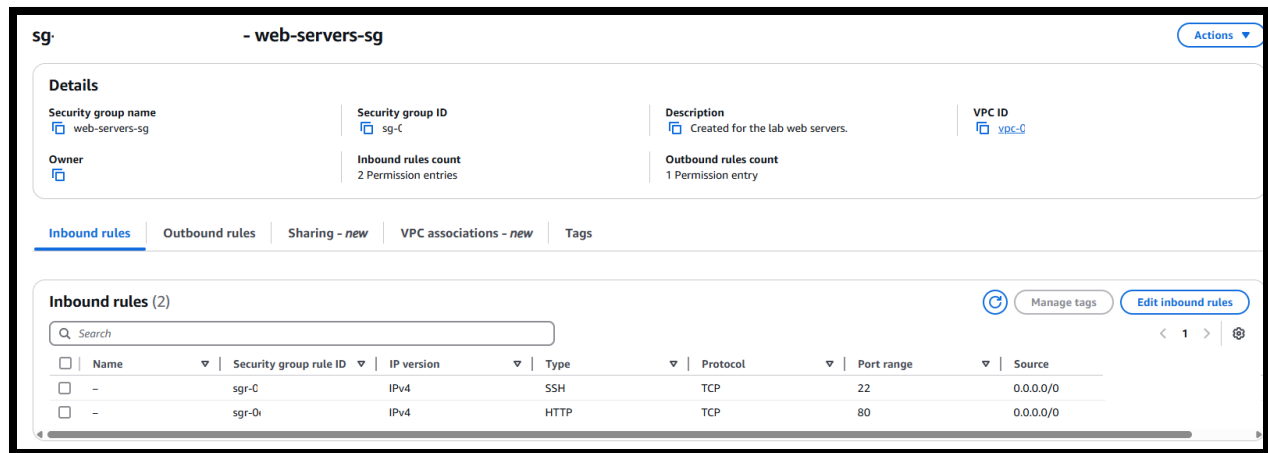 sg- - web-servers-sg
Actions
Details
Security group name Security group ID Description VPC ID
web-servers-sg sg-0 Created for the lab web servers. vpc-0
Owner Inbound rules count Outbound rules count
2 Permission entries 1 Permission entry
Inbound rules Outbound rules Sharing - new VPC associations - new Tags
Inbound rules (2) Manage tags Edit inbound rules
Search 1
Name Security group rule ID IP version Type Protocol Port range Source
– sgr-0 IPv4 SSH TCP 22 0.0.0.0/0
– sgr-0 IPv4 HTTP TCP 80 0.0.0.0/0